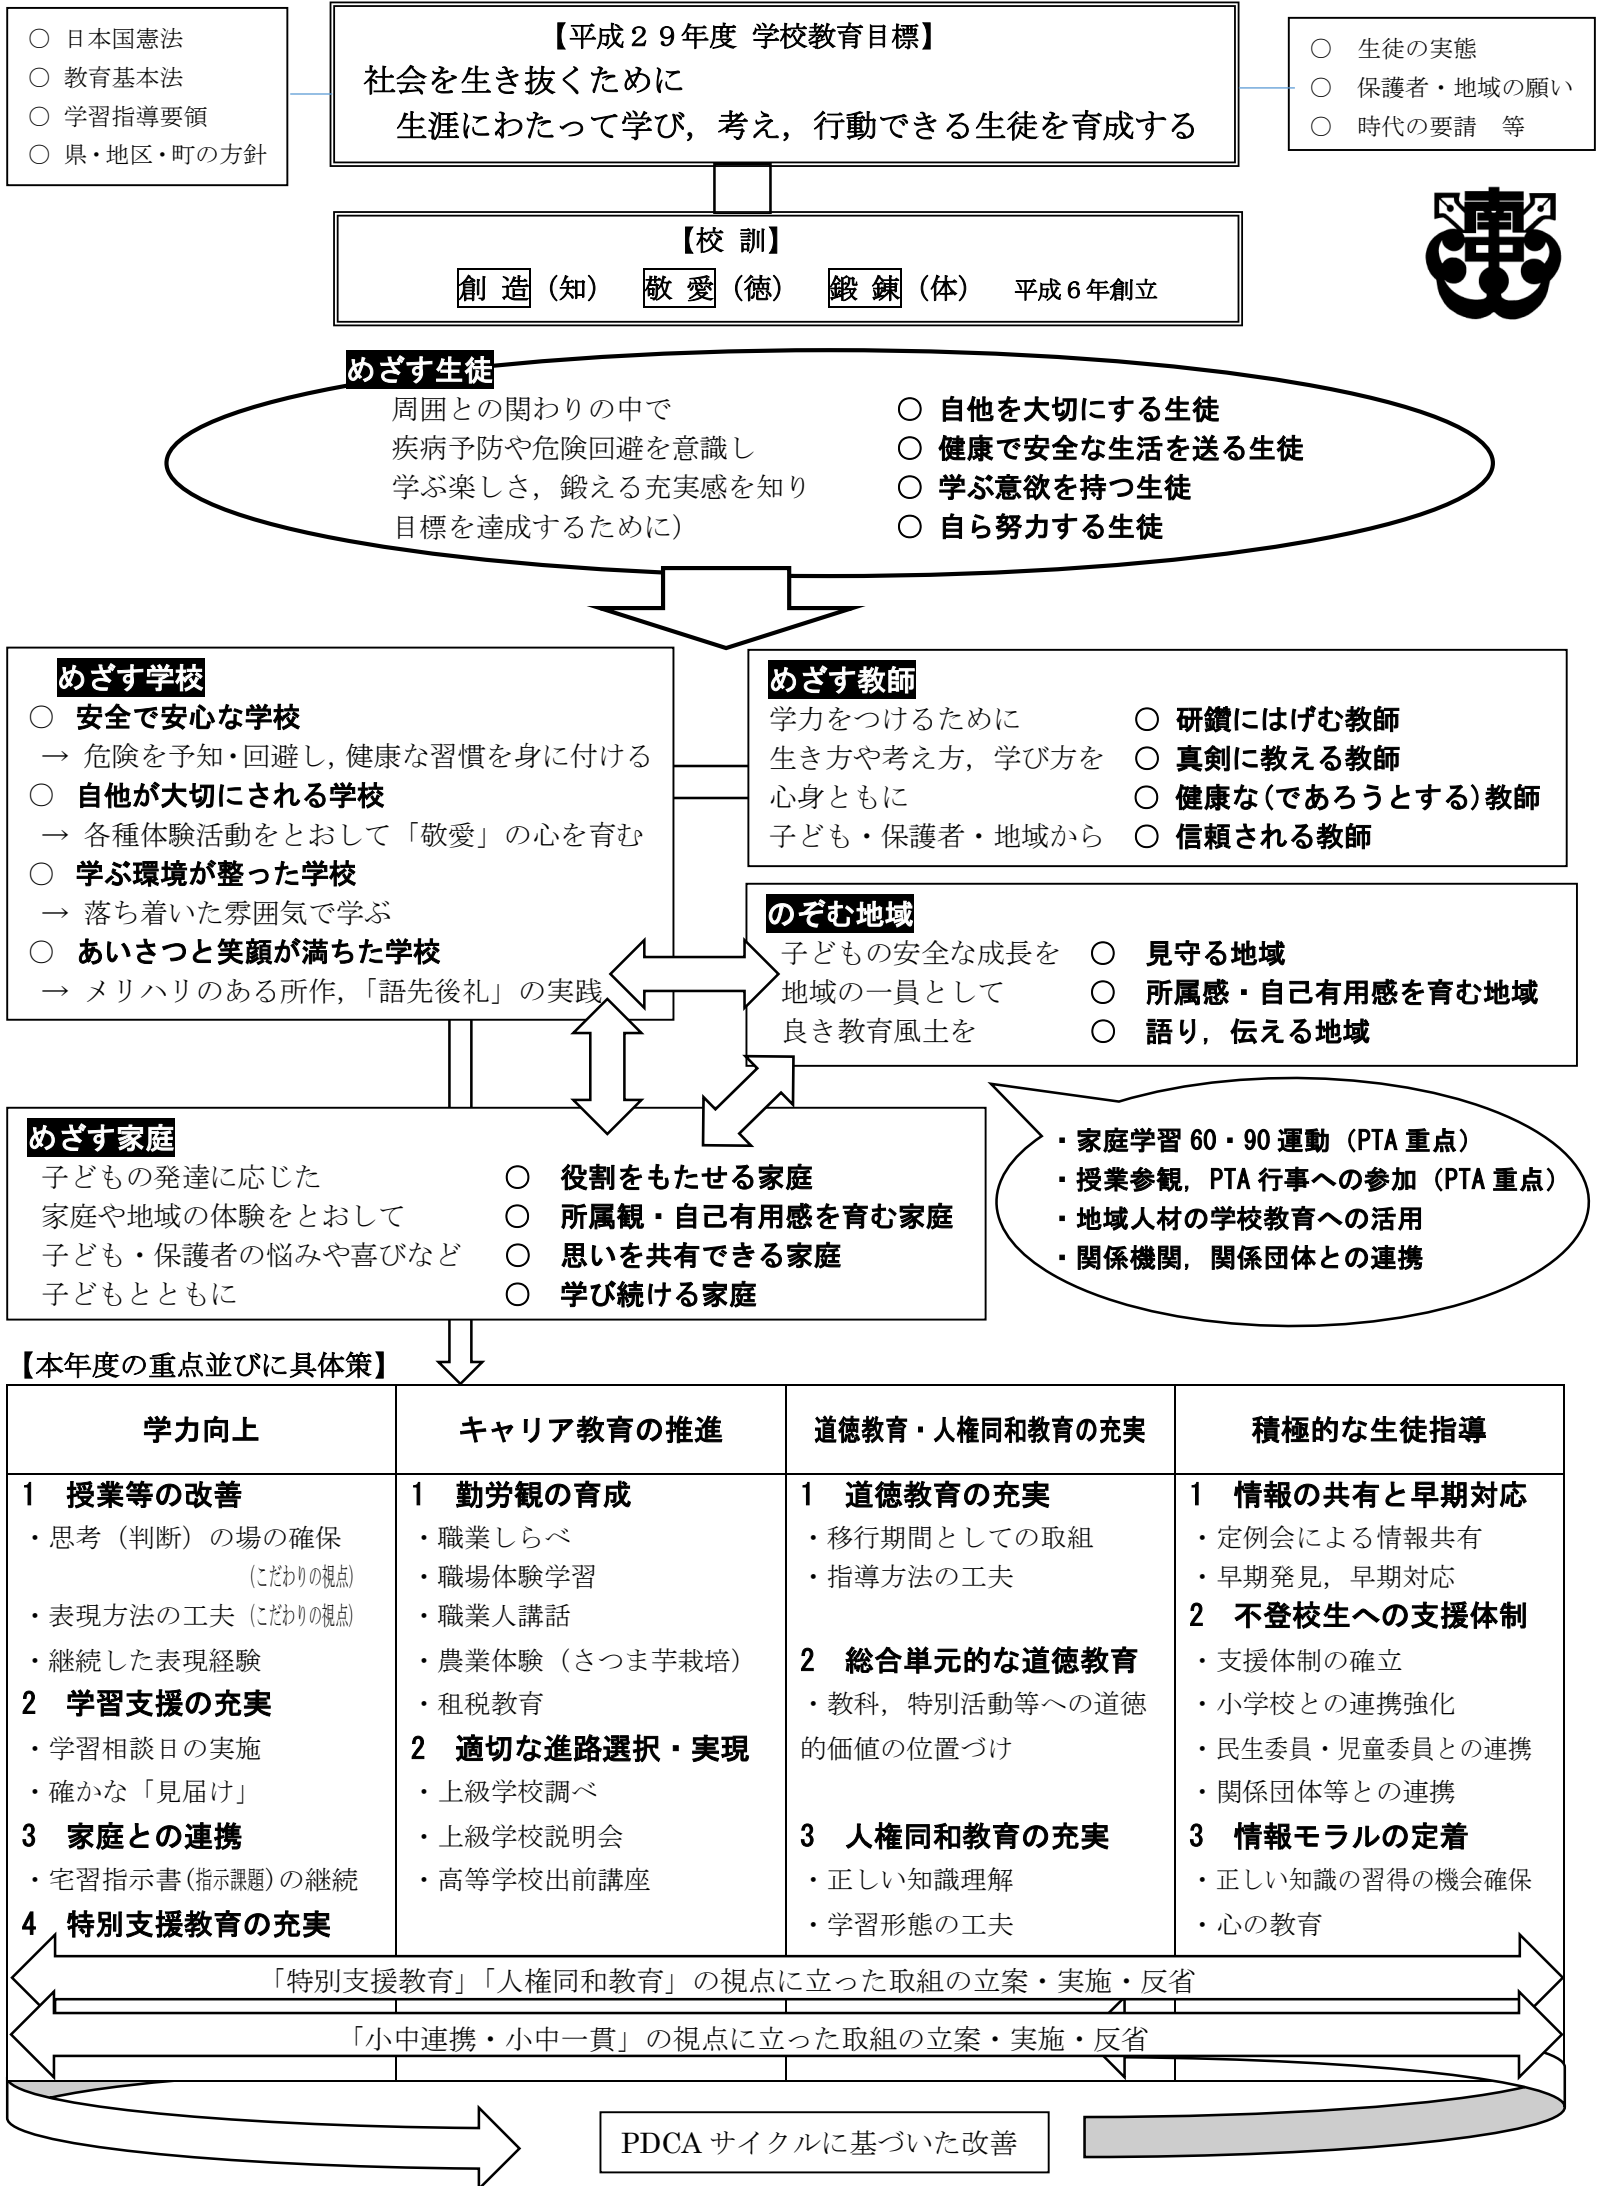 ○ 日本国憲法
○ 教育基本法
○ 学習指導要領
○ 県・地区・町の方針
【平成２９年度 学校教育目標】
社会を生き抜くために
生涯にわたって学び，考え，行動できる生徒を育成する
○ 生徒の実態
○ 保護者・地域の願い
○ 時代の要請 等
【校 訓】
創 造（知） 敬 愛（徳） 鍛 錬（体） 平成６年創立
めざす生徒
周囲との関わりの中で ○ 自他を大切にする生徒
疾病予防や危険回避を意識し ○ 健康で安全な生活を送る生徒
学ぶ楽しさ，鍛える充実感を知り ○ 学ぶ意欲を持つ生徒
目標を達成するために） ○ 自ら努力する生徒
めざす学校
○ 安全で安心な学校
→ 危険を予知・回避し，健康な習慣を身に付ける
○ 自他が大切にされる学校
→ 各種体験活動をとおして「敬愛」の心を育む
○ 学ぶ環境が整った学校
→ 落ち着いた雰囲気で学ぶ
○ あいさつと笑顔が満ちた学校
→ メリハリのある所作，「語先後礼」の実践
めざす教師
学力をつけるために ○ 研鑽にはげむ教師
生き方や考え方，学び方を ○ 真剣に教える教師
心身ともに ○ 健康な(であろうとする)教師
子ども・保護者・地域から ○ 信頼される教師
のぞむ地域
子どもの安全な成長を ○ 見守る地域
地域の一員として ○ 所属感・自己有用感を育む地域
良き教育風土を ○ 語り，伝える地域
めざす家庭
子どもの発達に応じた ○ 役割をもたせる家庭
家庭や地域の体験をとおして ○ 所属観・自己有用感を育む家庭
子ども・保護者の悩みや喜びなど ○ 思いを共有できる家庭
子どもとともに ○ 学び続ける家庭
・家庭学習 60・90 運動（PTA 重点）
・授業参観，PTA 行事への参加（PTA 重点）
・地域人材の学校教育への活用
・関係機関，関係団体との連携
【本年度の重点並びに具体策】
学力向上
1 授業等の改善
・思考（判断）の場の確保
(こだわりの視点)
・表現方法の工夫 (こだわりの視点)
・継続した表現経験
2 学習支援の充実
・学習相談日の実施
・確かな「見届け」
3 家庭との連携
・宅習指示書(指示課題)の継続
4 特別支援教育の充実
キャリア教育の推進
1 勤労観の育成
・職業しらべ
・職場体験学習
・職業人講話
・農業体験（さつま芋栽培）
・租税教育
2 適切な進路選択・実現
・上級学校調べ
・上級学校説明会
・高等学校出前講座
道徳教育・人権同和教育の充実
1 道徳教育の充実
・移行期間としての取組
・指導方法の工夫
2 総合単元的な道徳教育
・教科，特別活動等への道徳
的価値の位置づけ
3 人権同和教育の充実
・正しい知識理解
・学習形態の工夫
積極的な生徒指導
1 情報の共有と早期対応
・定例会による情報共有
・早期発見，早期対応
2 不登校生への支援体制
・支援体制の確立
・小学校との連携強化
・民生委員・児童委員との連携
・関係団体等との連携
3 情報モラルの定着
・正しい知識の習得の機会確保
・心の教育
「特別支援教育」「人権同和教育」の視点に立った取組の立案・実施・反省
「小中連携・小中一貫」の視点に立った取組の立案・実施・反省
PDCA サイクルに基づいた改善